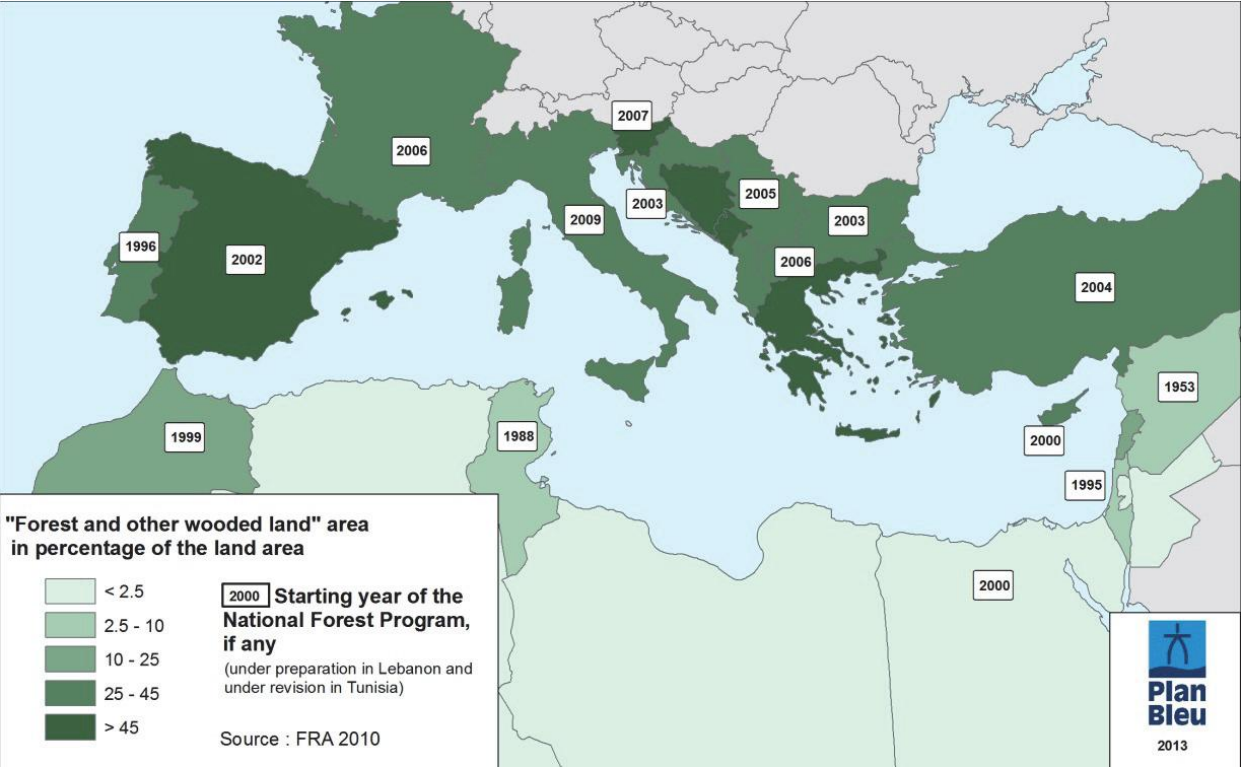 2007
2006
2005
2003
2003
2009
1996
2002
2006
2004
1953
1999
1988
2000
1995
2000
"Forest and other wooded land" area
in percentage of the land area
< 2.5
2.5 - 10
10 - 25
25 - 45
> 45
2000 Starting year of the
National Forest Program,
if any
(under preparation in Lebanon and
under revision in Tunisia)
Source : FRA 2010
Plan
Bleu
2013